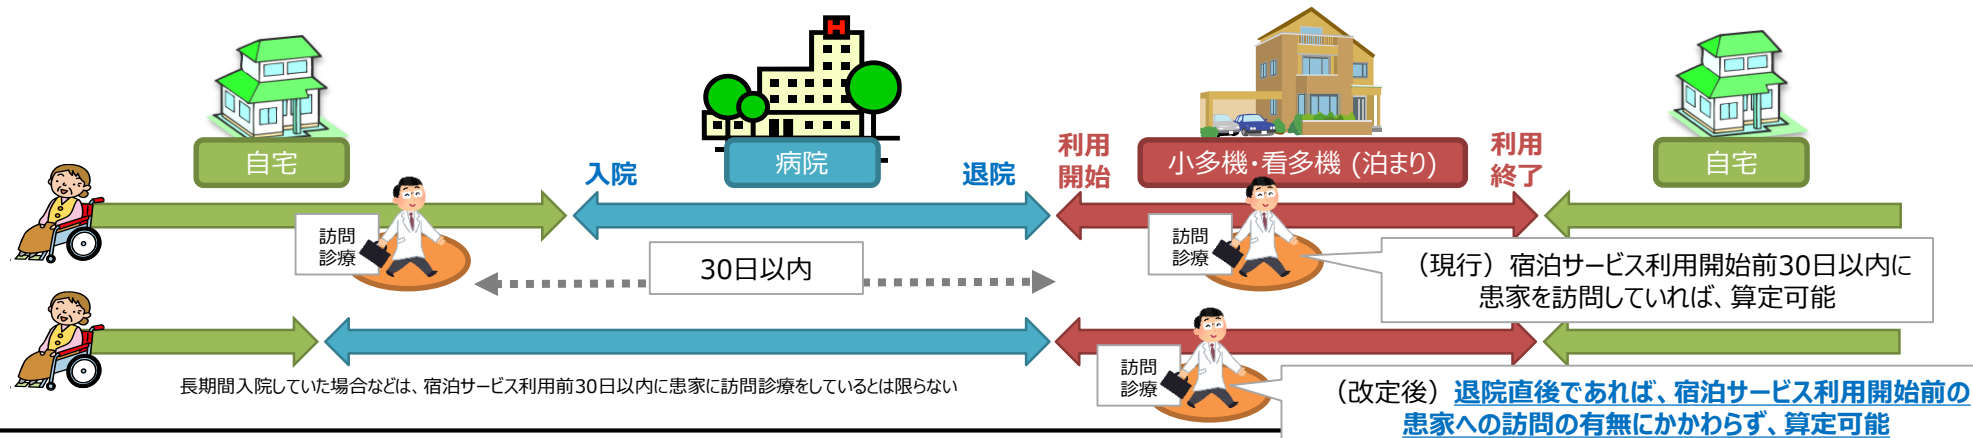 H
自宅
病院
小多機・看多機 (泊まり)
自宅
入院
退院
利用
開始
利用
終了
訪問
診療
30日以内
訪問
診療
（現行）宿泊サービス利用開始前30日以内に
患家を訪問していれば、算定可能
長期間入院していた場合などは、宿泊サービス利用前30日以内に患家に訪問診療をしているとは限らない
訪問
診療
（改定後）退院直後であれば、宿泊サービス利用開始前の
患家への訪問の有無にかかわらず、算定可能